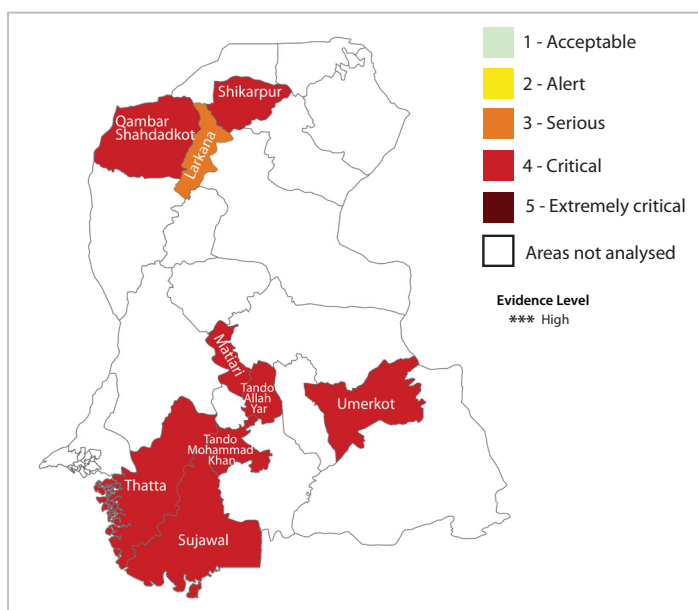 1 - Acceptable
2 - Alert
3 - Serious
4 - Critical
5 - Extremely critical
Areas not analysed
Evidence Level
*** High
Shikarpur
Qambar
Shahdadkot
Larkana
Matiari
Tando
Allah
Yar
Umerkot
Tando
Mohammad
Khan
Thatta
Sujawal